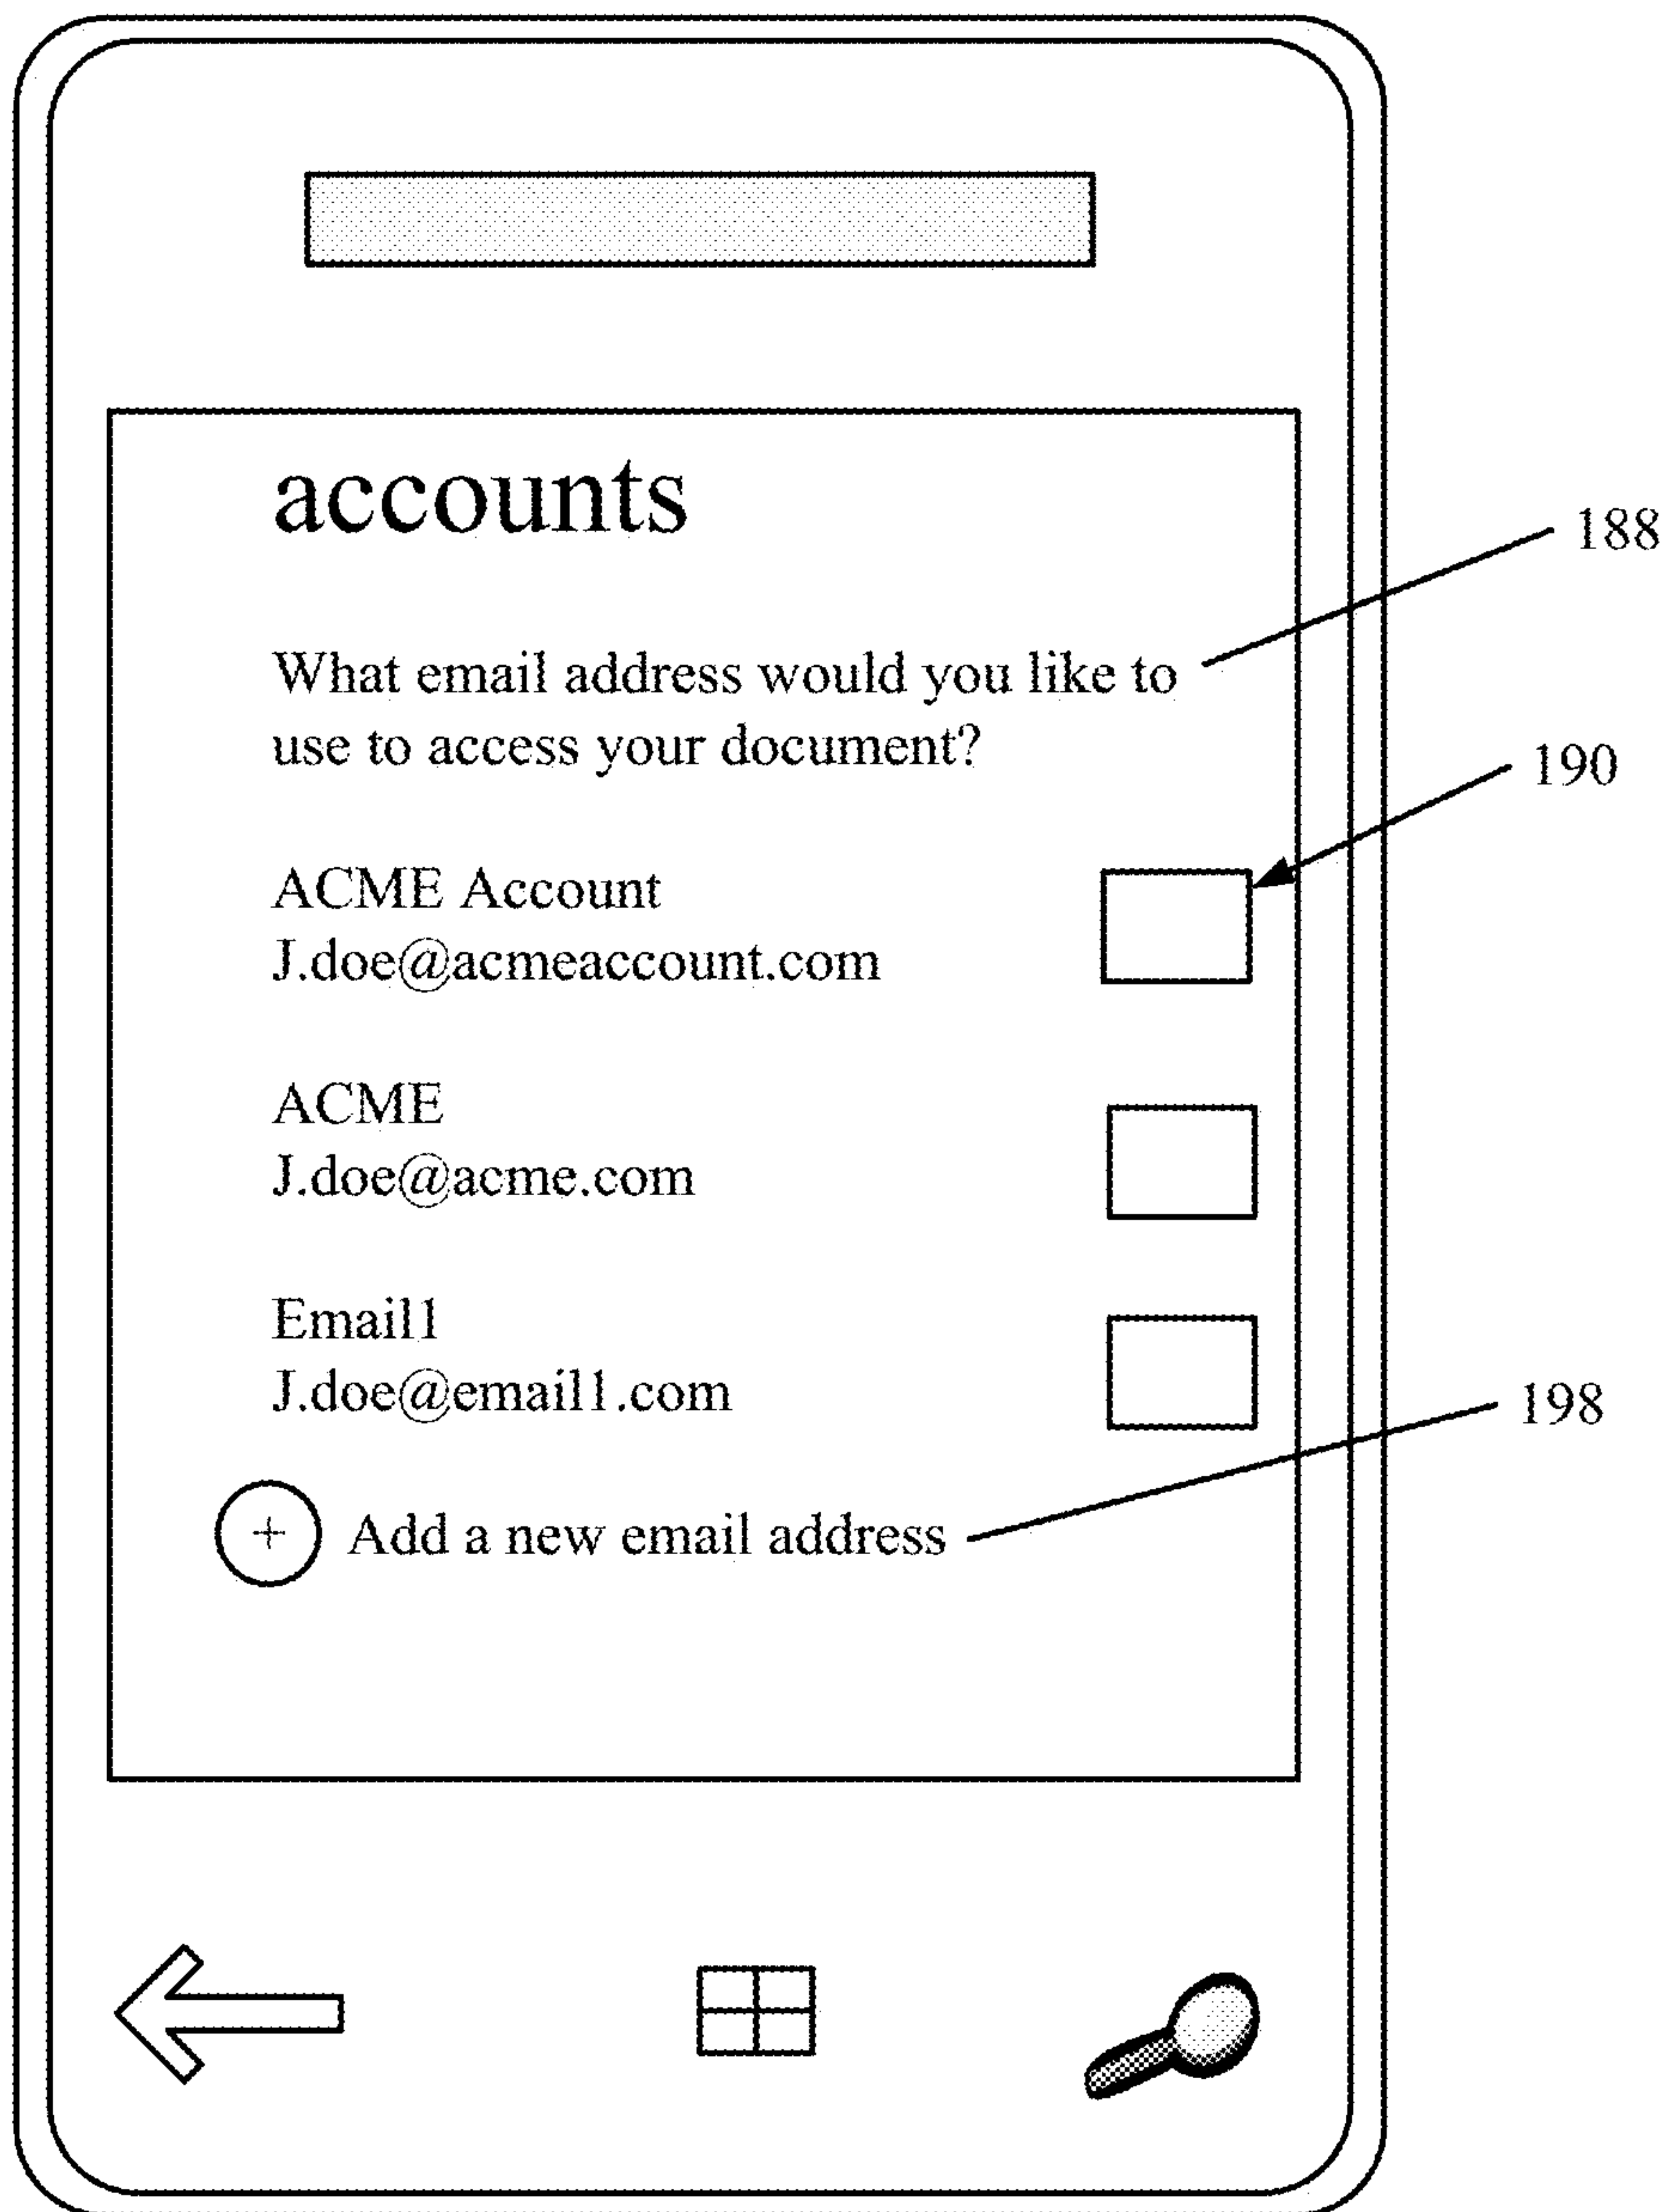 accounts
188
What email address would you like to
use to access your document?
190
ACME Account
J.doe@acmeaccount.com
ACME
J.doe@acme.com
Email1
J.doe@email1.com
198
+ Add a new email address